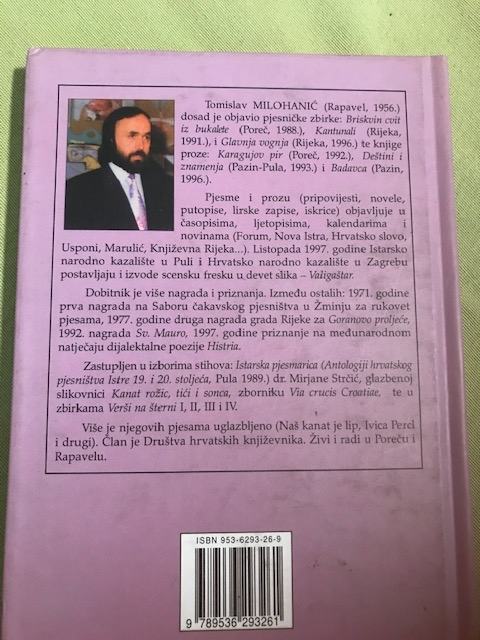 Tomislav MILOHANIĆ (Rapavel, 1956.)
dosad je objavio pjesničke zbirke: Briskvin cvit
iz bukalete (Poreč, 1988.), Kantunali (Rijeka,
1991.), i Glavnja vognja (Rijeka, 1996.) te knjige
proze: Karagujov pir (Poreč, 1992.), Deštini i
znamenja (Pazin-Pula, 1993.) i Badavca (Pazin,
1996.).
Pjesme i prozu (pripovijesti, novele,
putopise, lirske zapise, iskrice) objavljuje u
časopisima, ljetopisima, kalendarima i
novinama (Forum, Nova Istra, Hrvatsko slovo,
Usponi, Marulić, Književna Rijeka...). Listopada 1997. godine Istarsko
narodno kazalište u Puli i Hrvatsko narodno kazalište u Zagrebu
postavljaju i izvode scensku fresku u devet slika – Valigaštar.
Dobitnik je više nagrada i priznanja. Između ostalih: 1971. godine
prva nagrada na Saboru čakavskog pjesništva u Žminju za rukovet
pjesama, 1977. godine druga nagrada grada Rijeke za Goranovo proljeće,
1992. nagrada Sv. Mauro, 1997. godine priznanje na međunarodnom
natječaju dijalektalne poezije Histria.
Zastupljen u izborima stihova: Istarska pjesmarica (Antologiji hrvatskog
pjesništva Istre 19. i 20. stoljeća, Pula 1989.) dr. Mirjane Strčić, glazbenoj
slikovnici Kanat rožic, tići i sonca, zborniku Via crucis Croatiae, te u
zbirkama Verši na šterni I, II, III i IV.
Više je njegovih pjesama uglazbljeno (Naš kanat je lip, Ivica Percl
i drugi). Član je Društva hrvatskih književnika. Živi i radi u Poreču i
Rapavelu.
ISBN 953-6293-26-9
9 789536 293261